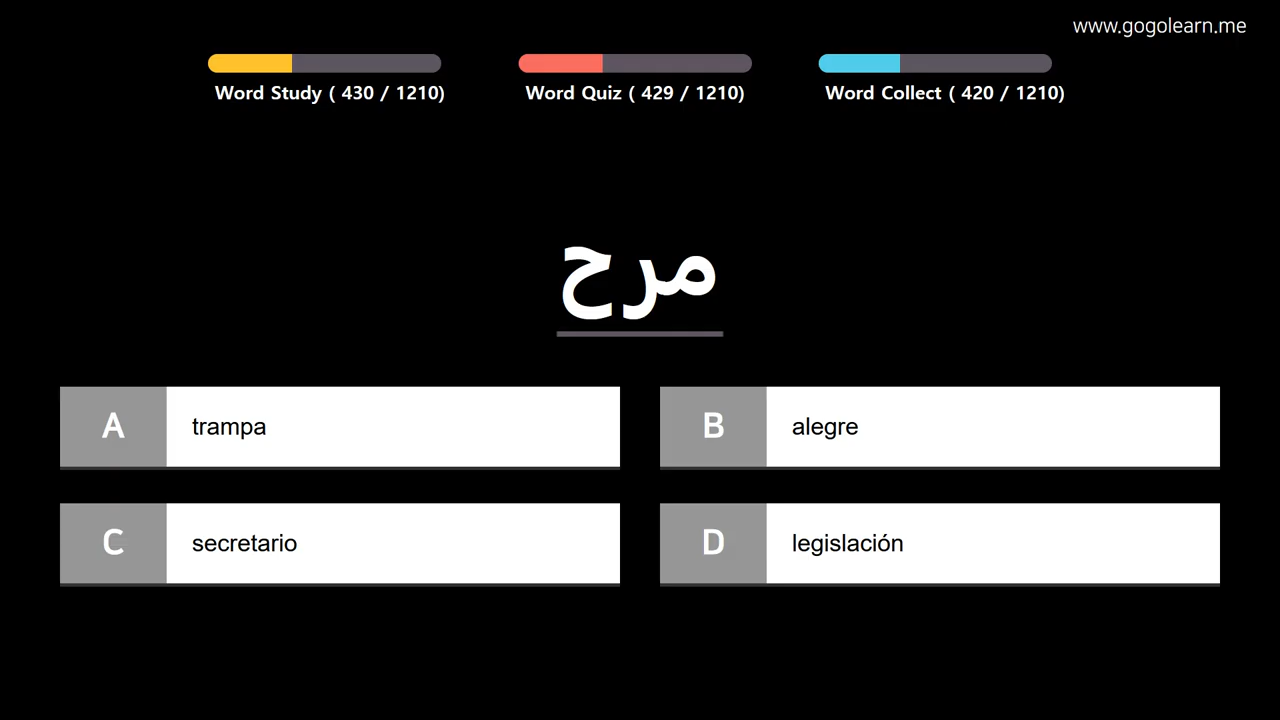 www.gogolearn.me
Word Study ( 430 / 1210)
Word Quiz ( 429 / 1210)
Word Collect ( 420 / 1210)
مرح
A trampa
B alegre
C secretario
D legislación